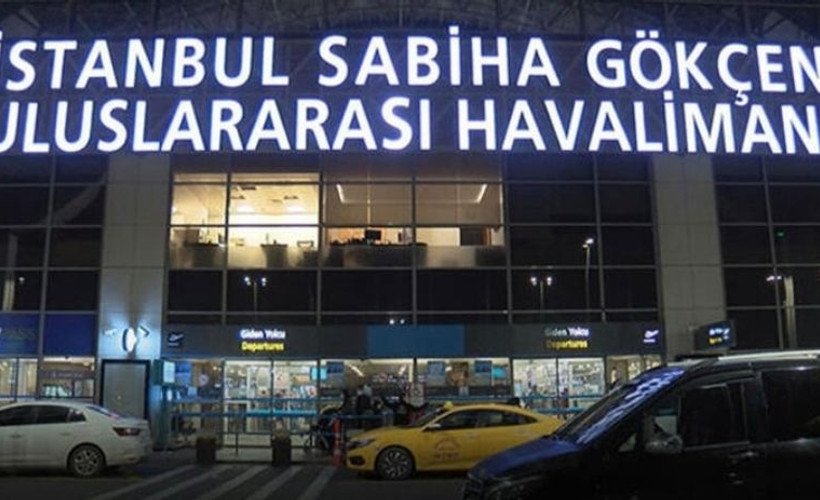 İSTANBUL SABİHA GÖKÇEN
ULUSLARARASI HAVALİMAN
Giden Yolcu
Departures
Giden Yolcu
Departures